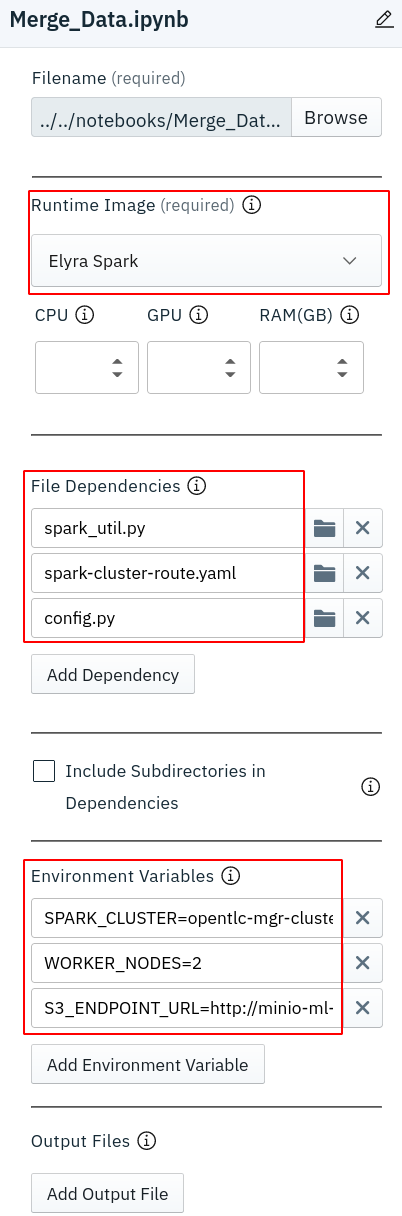 Merge_Data.ipynb
Filename (required)
../../notebooks/Merge_Dat...
Browse
Runtime Image (required)
Elyra Spark
CPU GPU RAM(GB)
File Dependencies
spark_util.py
spark-cluster-route.yaml
config.py
Add Dependency
Include Subdirectories in
Dependencies
Environment Variables
SPARK_CLUSTER=opentlc-mgr-cluste
WORKER_NODES=2
S3_ENDPOINT_URL=http://minio-ml-
Add Environment Variable
Output Files
Add Output File